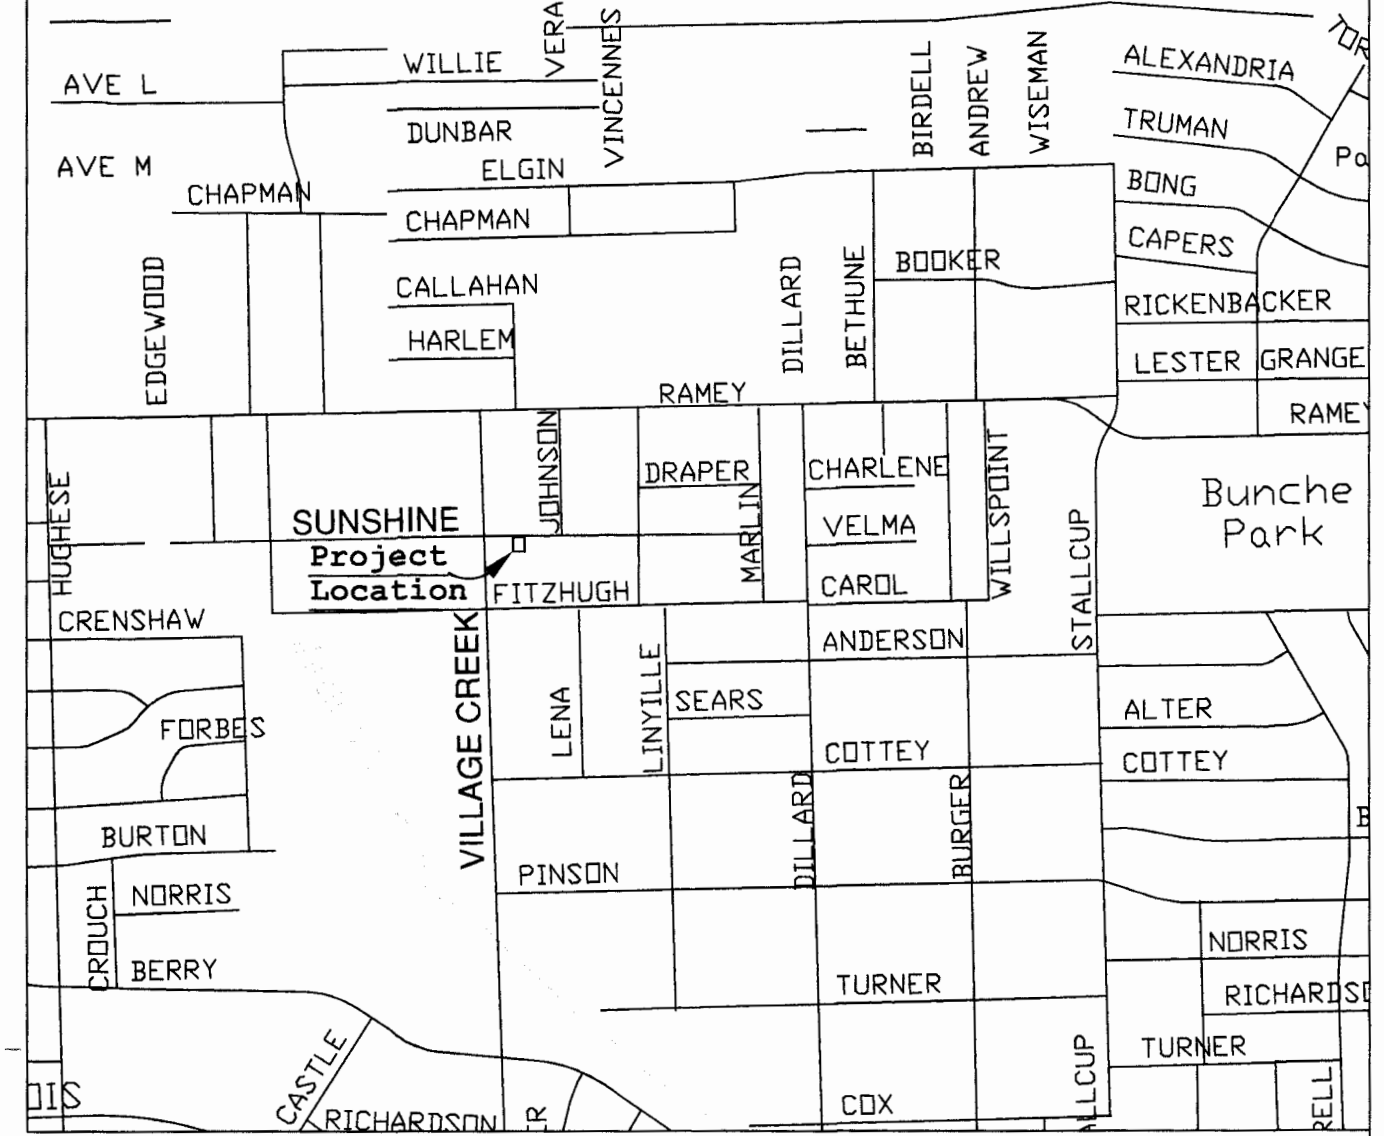 VERA
VINCENNES
WILLIE
AVE L
DUNBAR
BIRDELL
ANDREW
WISEMAN
ALEXANDRIA
TRUMAN
AVE M
ELGIN
CHAPMAN
CHAPMAN
BONG
CAPERS
EDGEWOOD
CALLAHAN
HARLEM
DILLARD
BETHUNE
BOOKER
RICKENBACKER
LESTER GRANGE
RAMEY
RAMEY
HUGHESE
JOHNSON
DRAPER
MARLIN
CHARLENE
WILLSPOINT
Bunche
Park
SUNSHINE
VELMA
STALLCUP
Project
Location
FITZHUGH
CAROL
CRENSHAW
VILLAGE CREEK
LENA
LINYILLE
ANDERSON
SEARS
ALTER
FORBES
COTTEY
COTTEY
BURTON
DILLARD
BURGER
PINSON
CROUCH
NORRIS
NORRIS
BERRY
TURNER
RICHARDSO
TURNER
CASTLE
RICHARDSON
COX
ALLCUP
RELL